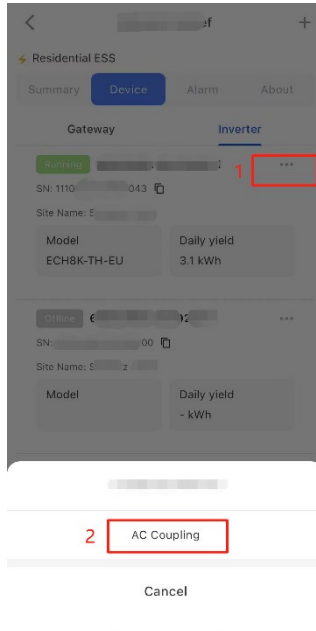 Residential ESS
Summary Device Alarm About
Gateway Inverter
Running
1
SN: 1110 043
Site Name: S
Model Daily yield
ECH8K-TH-EU 3.1 kWh
Offline
SN: 00
Site Name: S z
Model Daily yield
- kWh
2 AC Coupling
Cancel